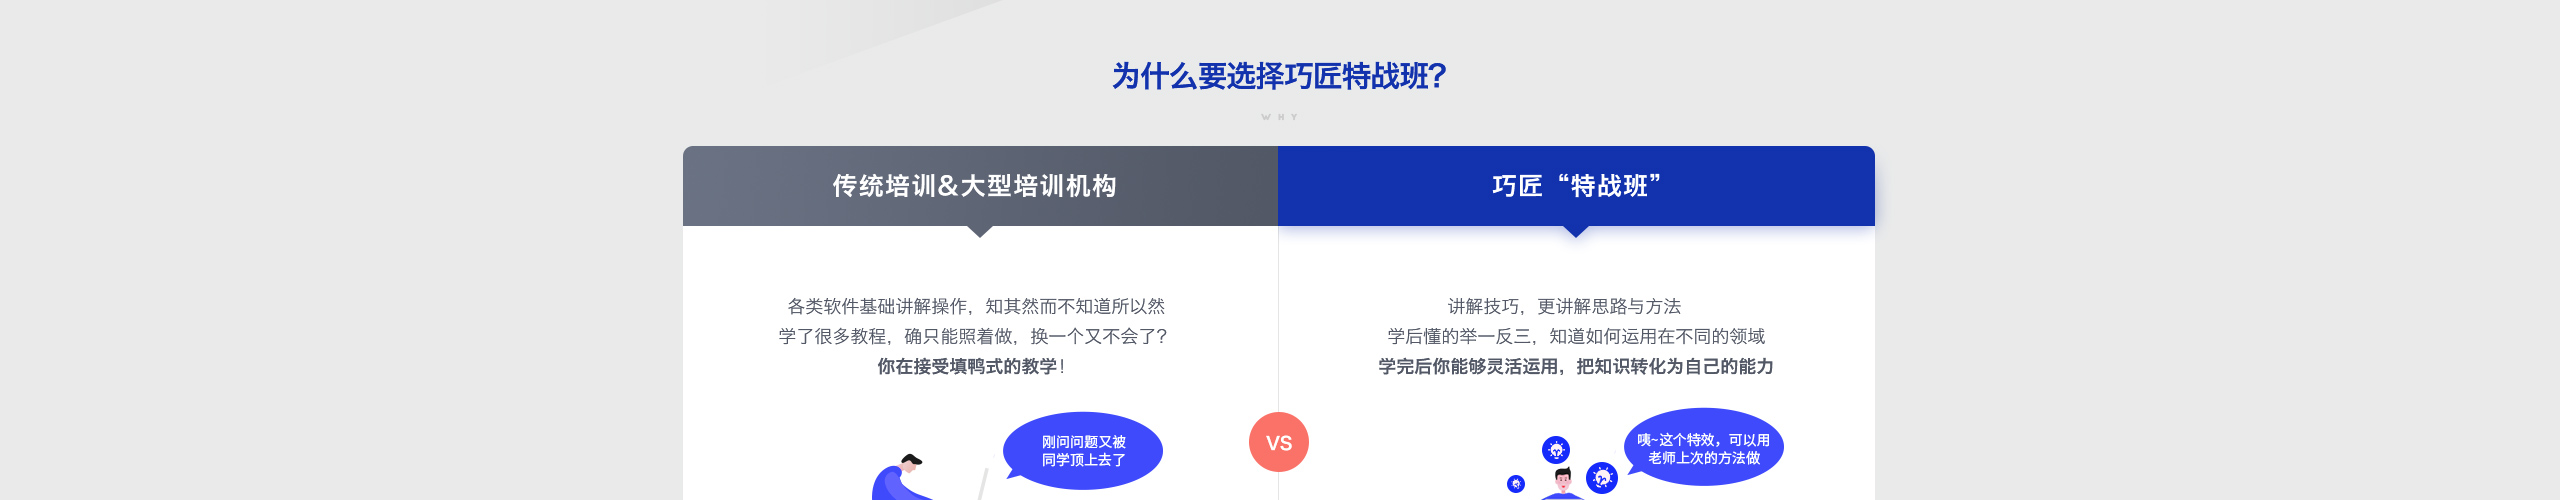 为什么要选择巧匠特战班?
WHY
传统培训&大型培训机构
各类软件基础讲解操作，知其然而不知道所以然
学了很多教程，确只能照着做，换一个又不会了?
你在接受填鸭式的教学!
刚问问题又被
同学顶上去了
VS
巧匠“特战班”
讲解技巧，更讲解思路与方法
学后懂的举一反三，知道如何运用在不同的领域
学完后你能够灵活运用，把知识转化为自己的能力
咦~这个特效，可以用
老师上次的方法做